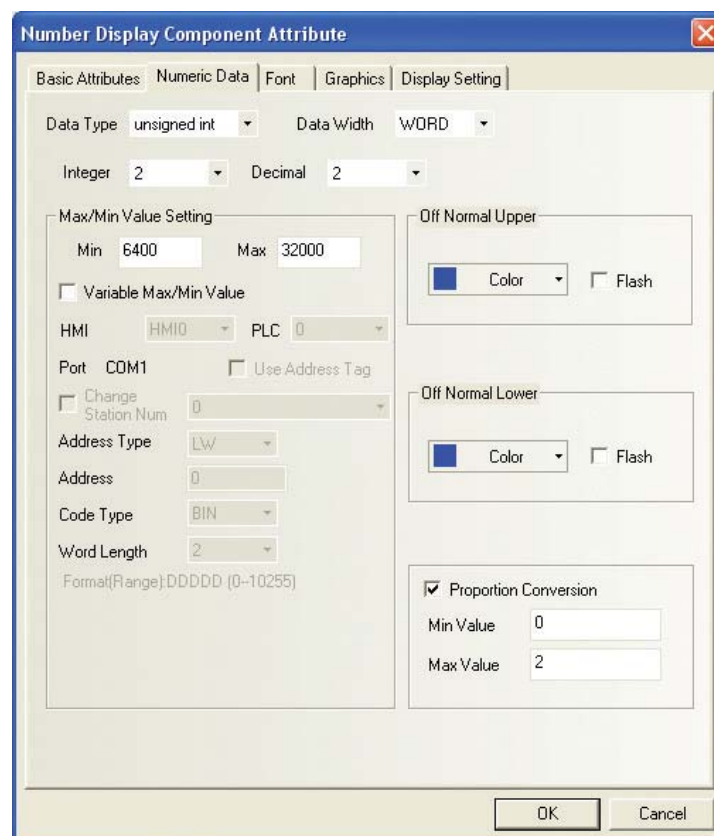 Number Display Component Attribute
Basic Attributes Numeric Data Font Graphics Display Setting
Data Type unsigned int Data Width WORD
Integer 2 Decimal 2
Max/Min Value Setting
Min 6400 Max 32000
Variable Max/Min Value
HMI HMI0 PLC 0
Port COM1 Use Address Tag
Change
Station Num 0
Address Type LW
Address 0
Code Type BIN
Word Length 2
Format(Range):DDDDD (0--10255)
Off Normal Upper
Color Flash
Off Normal Lower
Color Flash
Proportion Conversion
Min Value 0
Max Value 2
OK Cancel